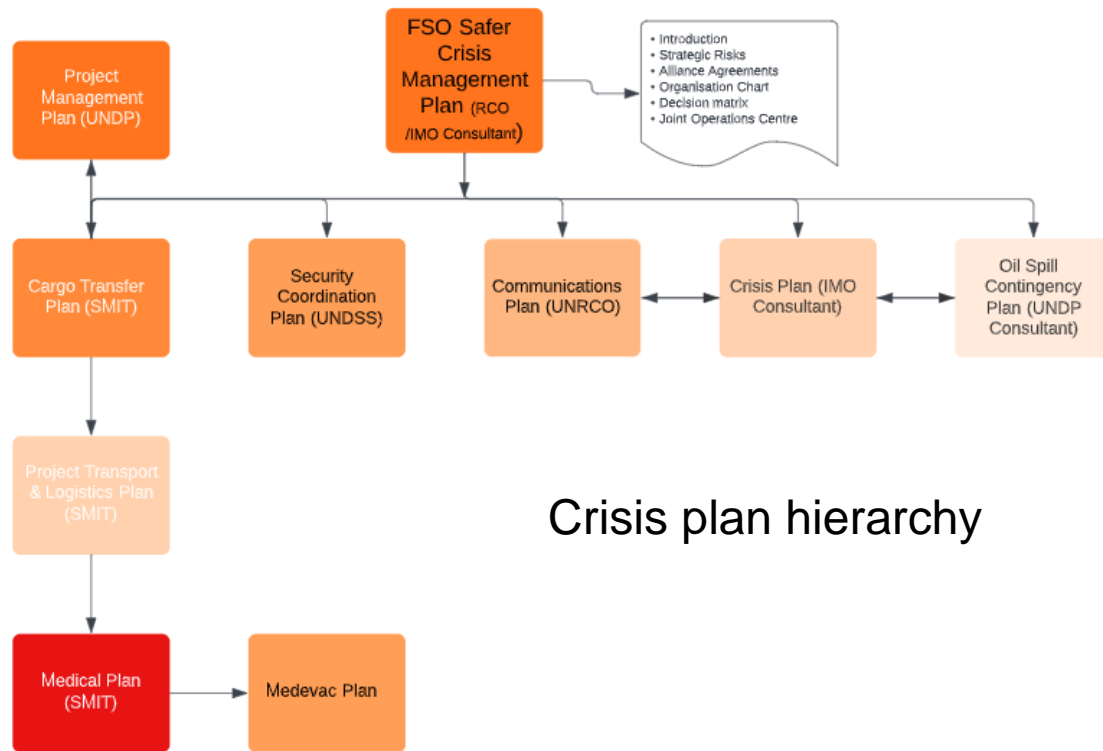 FSO Safer
Crisis
Management
Plan (RCO
/IMO Consultant)
• Introduction
• Strategic Risks
• Alliance Agreements
• Organisation Chart
• Decision matrix
• Joint Operations Centre
Project
Management
Plan (UNDP)
Cargo Transfer
Plan (SMIT)
Security
Coordination
Plan (UNDSS)
Communications
Plan (UNRCO)
Crisis Plan (IMO
Consultant)
Oil Spill
Contingency
Plan (UNDP
Consultant)
Project Transport
& Logistics Plan
(SMIT)
Crisis plan hierarchy
Medical Plan
(SMIT)
Medevac Plan